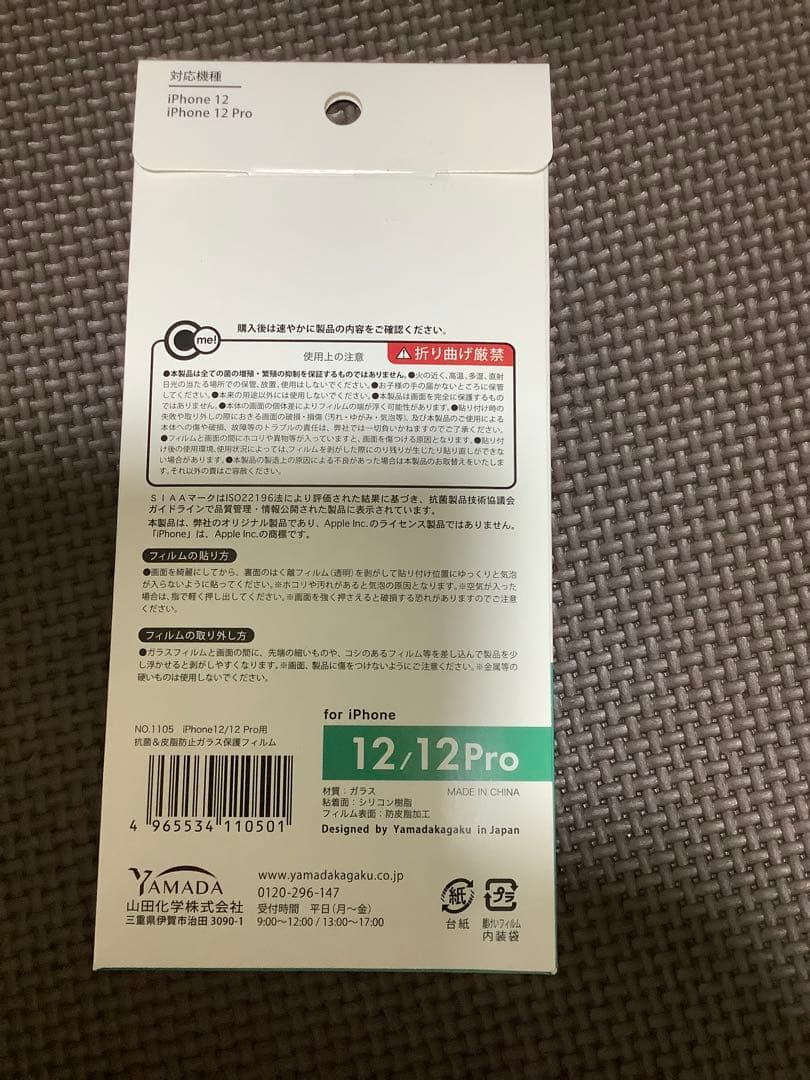 対応機種
iPhone 12
iPhone 12 Pro
C me!
購入後は速やかに製品の内容をご確認ください。
使用上の注意
折り曲げ厳禁
●本製品は全ての菌の増殖・繁殖の抑制を保証するものではありません。●火の近く、高温、多湿、直射
日光の当たる場所での保管、放置、使用はしないでください。●お子様の手の届かないところに保管
してください。●本来の用途以外には使用しないでください。●本製品は画面を完全に保護するもの
ではありません。●本体の画面の個体差によりフィルムの端が浮く可能性があります。●貼り付け時の
失敗や取り外しの際におきる画面の破損・損傷(汚れ・ゆがみ・気泡等)、及び本製品のご使用による
本体への傷や破損、故障等のトラブルの責任は、弊社では一切負いかねますのでご了承ください。
●フィルムと画面の間にホコリや異物等が入っていますと、画面を傷つける原因となります。●貼り付
け後の使用環境、使用状況によっては、フィルムを剥がした際にのり残りが生じたり貼り直しができな
い場合があります。●本製品の製造上の原因による不良があった場合は本製品のお取替えをいたしま
す。それ以外の責はご容赦ください。
SIAAマークはISO22196法により評価された結果に基づき、抗菌製品技術協議会
ガイドラインで品質管理・情報公開された製品に表示されています。
本製品は、弊社のオリジナル製品であり、Apple Inc.のライセンス製品ではありません。
「iPhone」は、Apple Inc.の商標です。
フィルムの貼り方
●画面を綺麗にしてから、裏面のはく離フィルム(透明)を剥がして貼り付け位置にゆっくりと気泡
が入らないように貼ってください。※ホコリや汚れがあると気泡の原因となります。※空気が入った
場合は、指で軽く押し出してください。※画面を強く押さえると破損する恐れがありますのでご注意
ください。
フィルムの取り外し方
●ガラスフィルムと画面の間に、先端の細いものや、コシのあるフィルム等を差し込んで製品を少
し浮かせると剥がしやすくなります。※画面、製品に傷をつけないようにご注意ください。※金属等の
硬いものは使用しないでください。
for iPhone
12/12Pro
NO.1105 iPhone12/12 Pro用
抗菌&皮脂防止ガラス保護フィルム
4 965534 110501
材質:ガラス
MADE IN CHINA
粘着面:シリコン樹脂
フィルム表面:防皮脂加工
Designed by Yamadakagaku in Japan
YAMADA
山田化学株式会社
三重県伊賀市治田 3090-1
www.yamadakagaku.co.jp
0120-296-147
受付時間 平日(月~金)
9:00~12:00 / 13:00~17:00
紙
台紙
プラ
内装袋